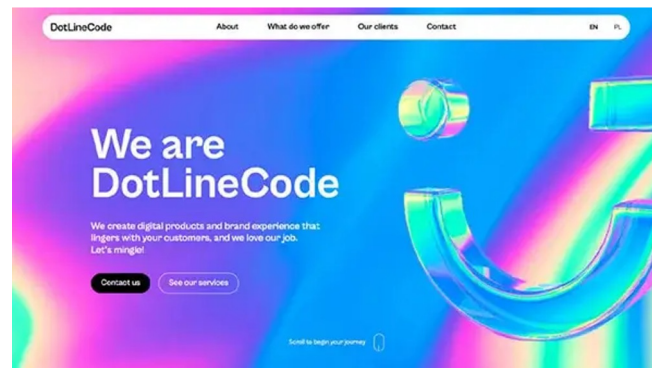 DotLineCode
About
What do we offer
Our clients
Contact
EN
PL
We are
DotLineCode
We create digital products and brand experience that
lingers with your customers, and we love our job.
Let's mingle!
Contact us
See our services
Scroll to begin your journey